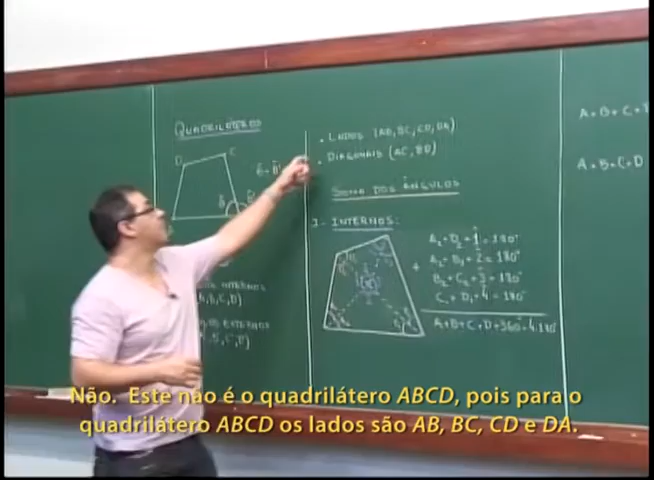 QUADRILÁTEROS
D
C
• LADOS (AB, BC, CD, DA)
• DIAGONAIS (AC, BD)
SOMA DOS ÂNGULOS
INTERNOS:
A₁+D₂+1=180°
A₂+B₁+2=180°
B₂+C₂+3=180°
C₁+D₁+4=180°
A+B+C+D+360°=4.180°
INTERNOS
EXTERNOS
A+B+C+
A+B+C+D
Não. Este não é o quadrilátero ABCD, pois para o
quadrilátero ABCD os lados são AB, BC, CD e DA.